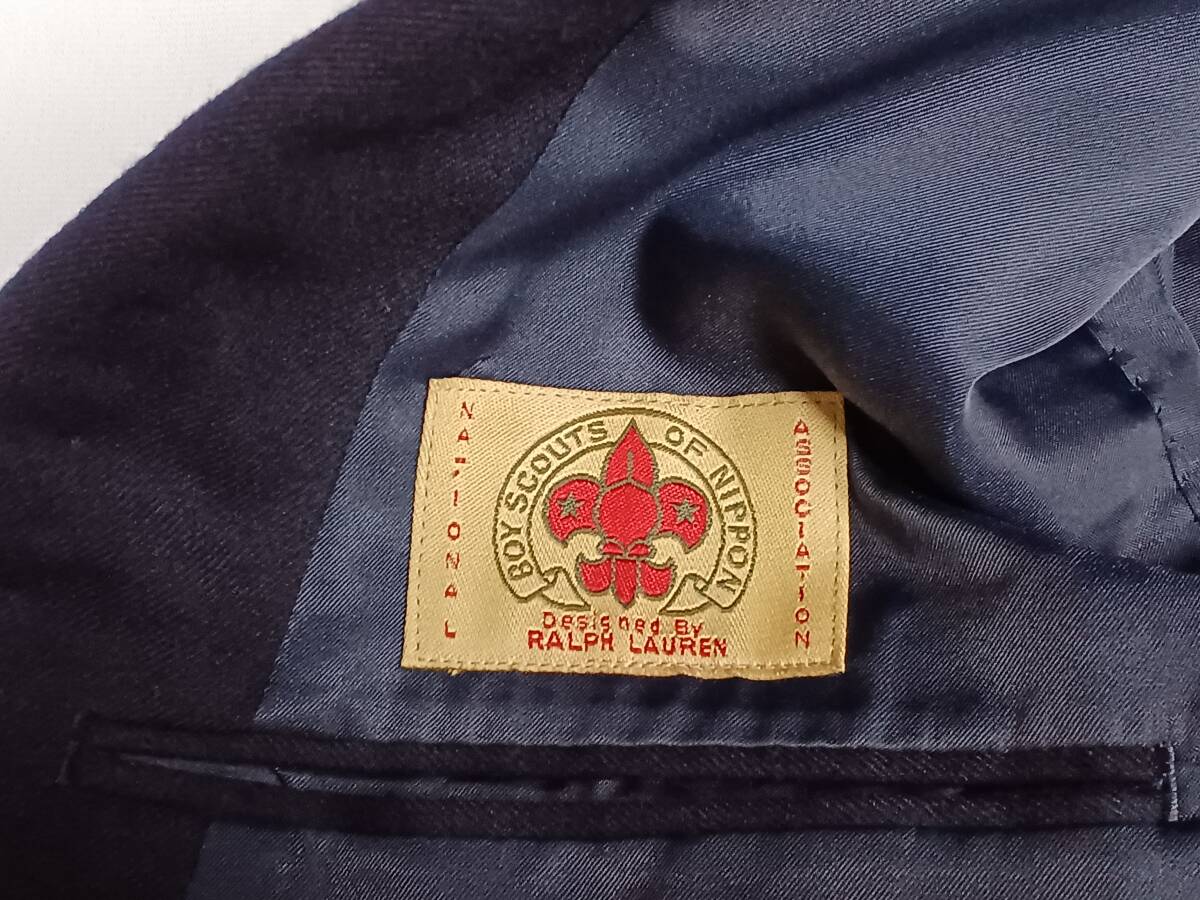 NATIONAL
BOY SCOUTS OF NIPPON
ASSOCIATION
Designed By
RALPH LAUREN